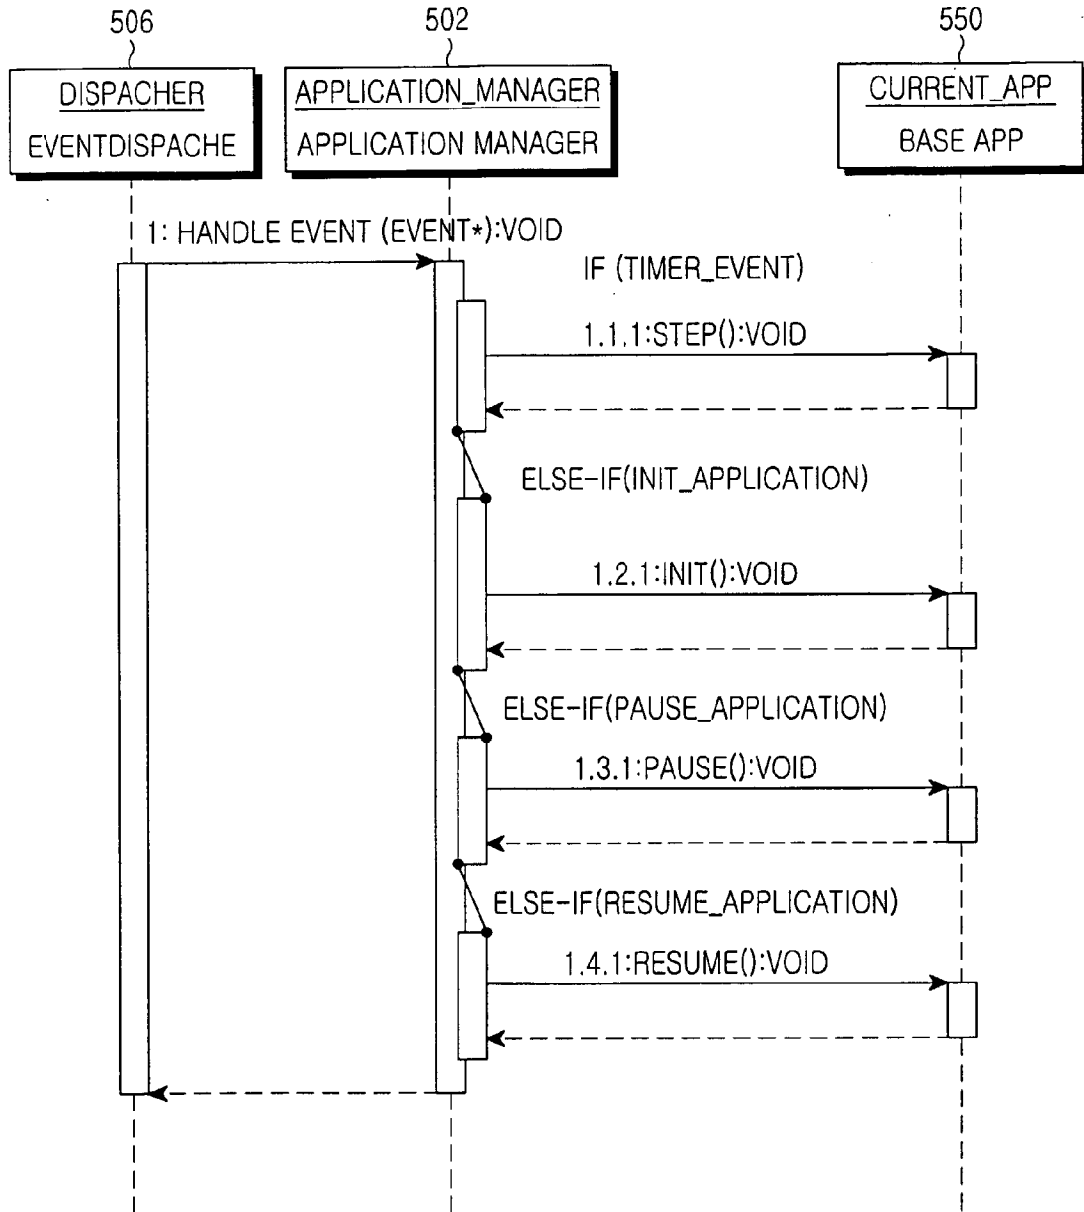 506
502
550
DISPACHER
EVENTDISPACHE
APPLICATION_MANAGER
APPLICATION MANAGER
CURRENT_APP
BASE APP
1: HANDLE EVENT (EVENT*):VOID
IF (TIMER_EVENT)
1.1.1:STEP():VOID
ELSE-IF(INIT_APPLICATION)
1.2.1:INIT():VOID
ELSE-IF(PAUSE_APPLICATION)
1.3.1:PAUSE():VOID
ELSE-IF(RESUME_APPLICATION)
1.4.1:RESUME():VOID